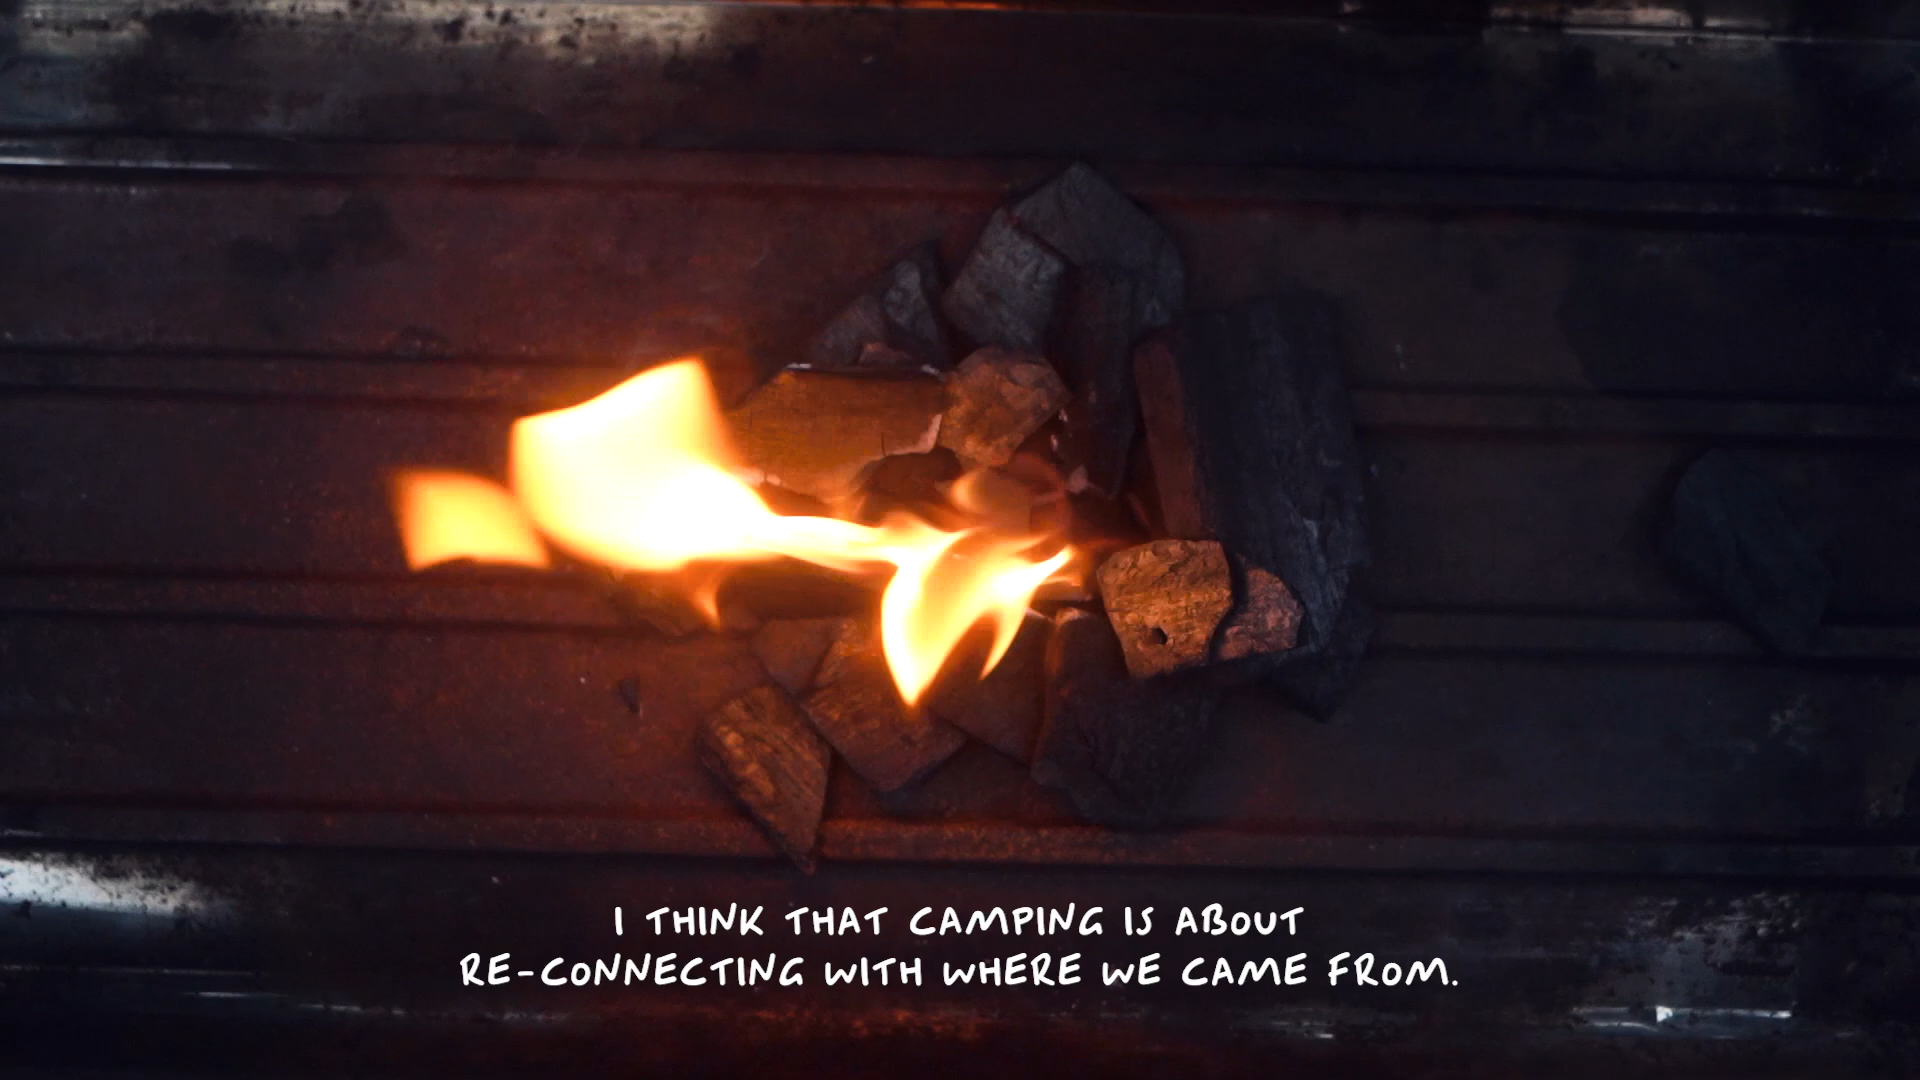 I THINK THAT CAMPING IS ABOUT
RE-CONNECTING WITH WHERE WE CAME FROM.